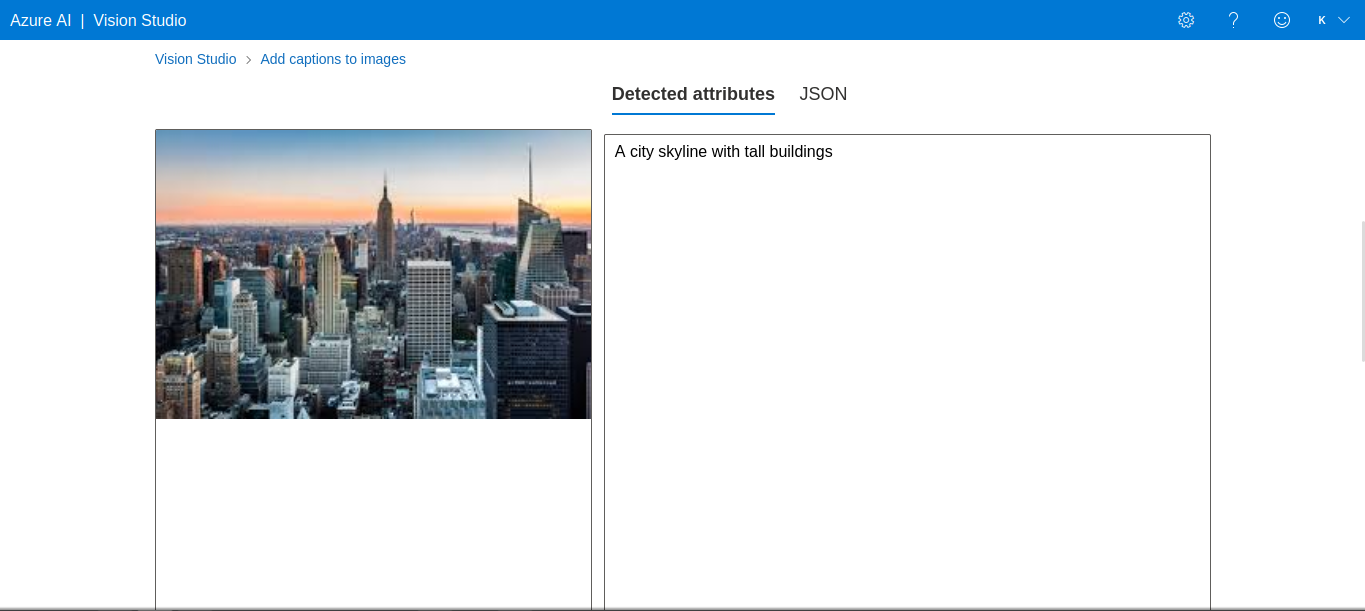 Azure AI | Vision Studio
K
Vision Studio > Add captions to images
Detected attributes JSON
A city skyline with tall buildings